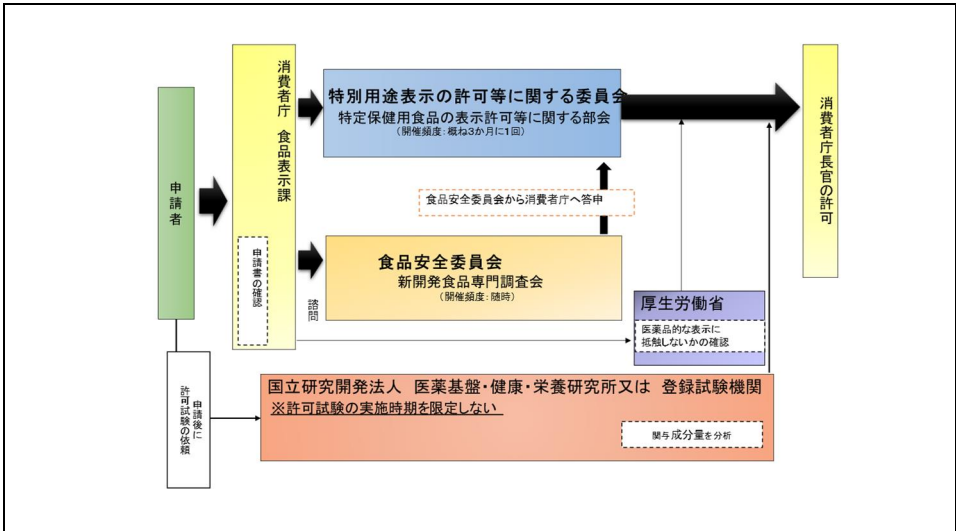 申請者
消費者庁 食品表示課
申請書の確認
特別用途表示の許可等に関する委員会
特定保健用食品の表示許可等に関する部会
(開催頻度:概ね3か月に1回)
食品安全委員会から消費者庁へ答申
諮問
食品安全委員会
新開発食品専門調査会
(開催頻度:随時)
厚生労働省
医薬品的な表示に
抵触しないかの確認
消費者庁長官の許可
申請後に
許可試験の依頼
国立研究開発法人 医薬基盤・健康・栄養研究所又は 登録試験機関
※許可試験の実施時期を限定しない
関与成分量を分析